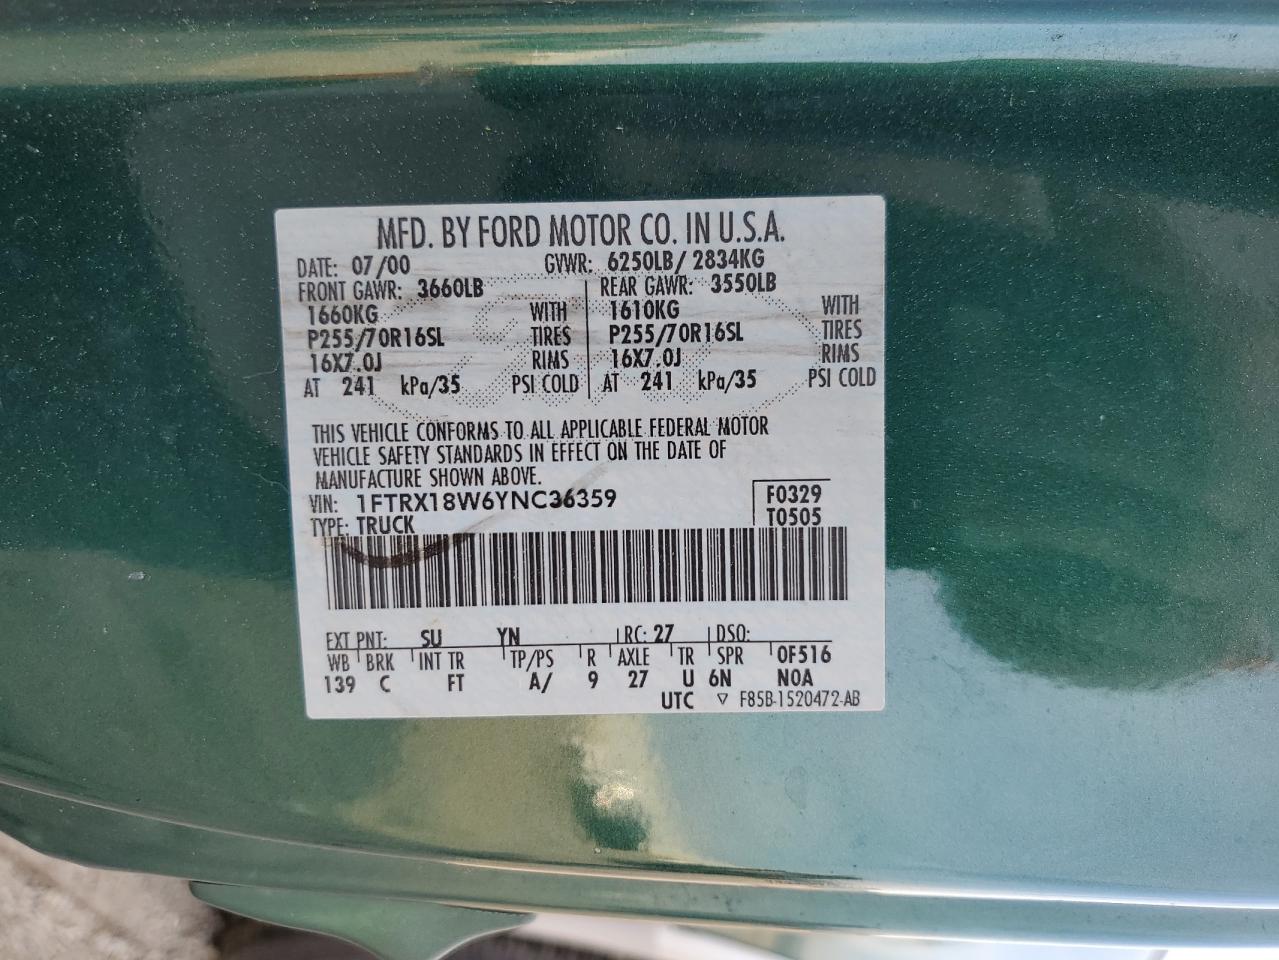 MFD. BY FORD MOTOR CO. IN U.S.A.
DATE: 07/00 GVWR: 6250LB/ 2834KG
FRONT GAWR: 3660LB REAR GAWR: 3550LB
1660KG WITH 1610KG WITH
P255/70R16SL TIRES P255/70R16SL TIRES
16X7.0J RIMS 16X7.0J RIMS
AT 241 kPa/35 PSI COLD AT 241 kPa/35 PSI COLD
THIS VEHICLE CONFORMS TO ALL APPLICABLE FEDERAL MOTOR
VEHICLE SAFETY STANDARDS IN EFFECT ON THE DATE OF
MANUFACTURE SHOWN ABOVE.
VIN: 1FTRX18W6YNC36359 F0329
TYPE: TRUCK T0505
EXT PNT: SU YN RC: 27 DSO:
WB BRK INT TR TP/PS R AXLE TR SPR 0F516
139 C FT A/ 9 27 U 6N NOA
UTC ▽ F85B-1520472-AB